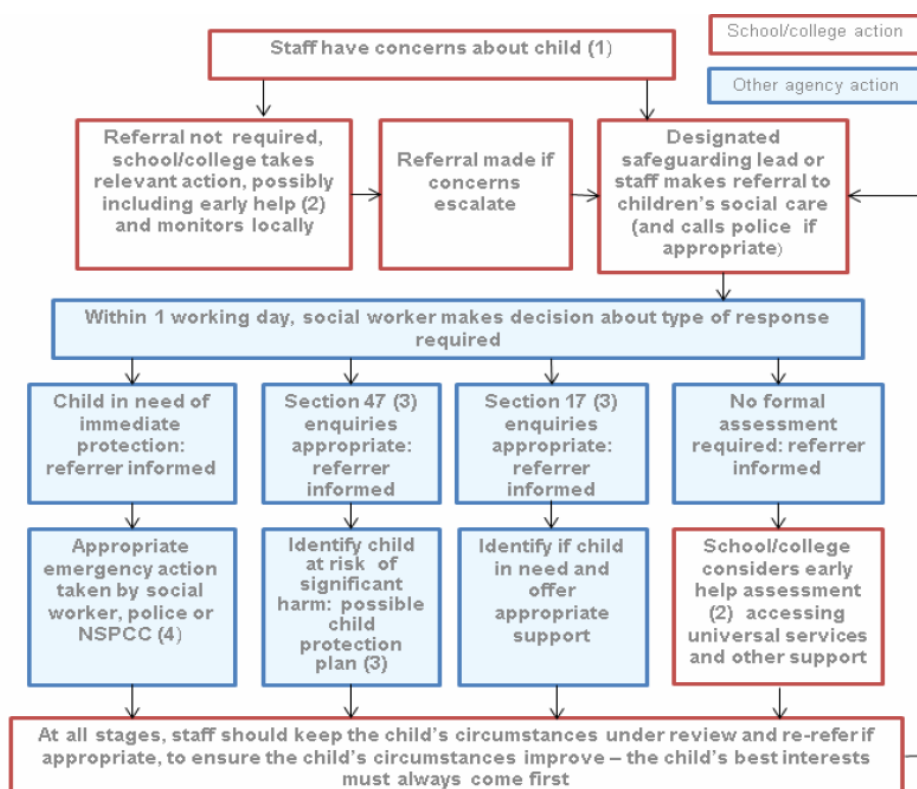 School/college action
Other agency action
Staff have concerns about child (1)
Referral not required,
school/college takes
relevant action, possibly
including early help (2)
and monitors locally
Referral made if
concerns
escalate
Designated
safeguarding lead or
staff makes referral to
children's social care
(and calls police if
appropriate)
Within 1 working day, social worker makes decision about type of response
required
Child in need of
immediate
protection:
referrer informed
Section 47 (3)
enquiries
appropriate:
referrer
informed
Section 17 (3)
enquiries
appropriate:
referrer
informed
No formal
assessment
required: referrer
informed
Appropriate
emergency action
taken by social
worker, police or
NSPCC (4)
Identify child
at risk of
significant
harm: possible
child
protection
plan (3)
Identify if child
in need and
offer
appropriate
support
School/college
considers early
help assessment
(2) accessing
universal services
and other support
At all stages, staff should keep the child's circumstances under review and re-refer if
appropriate, to ensure the child's circumstances improve – the child's best interests
must always come first